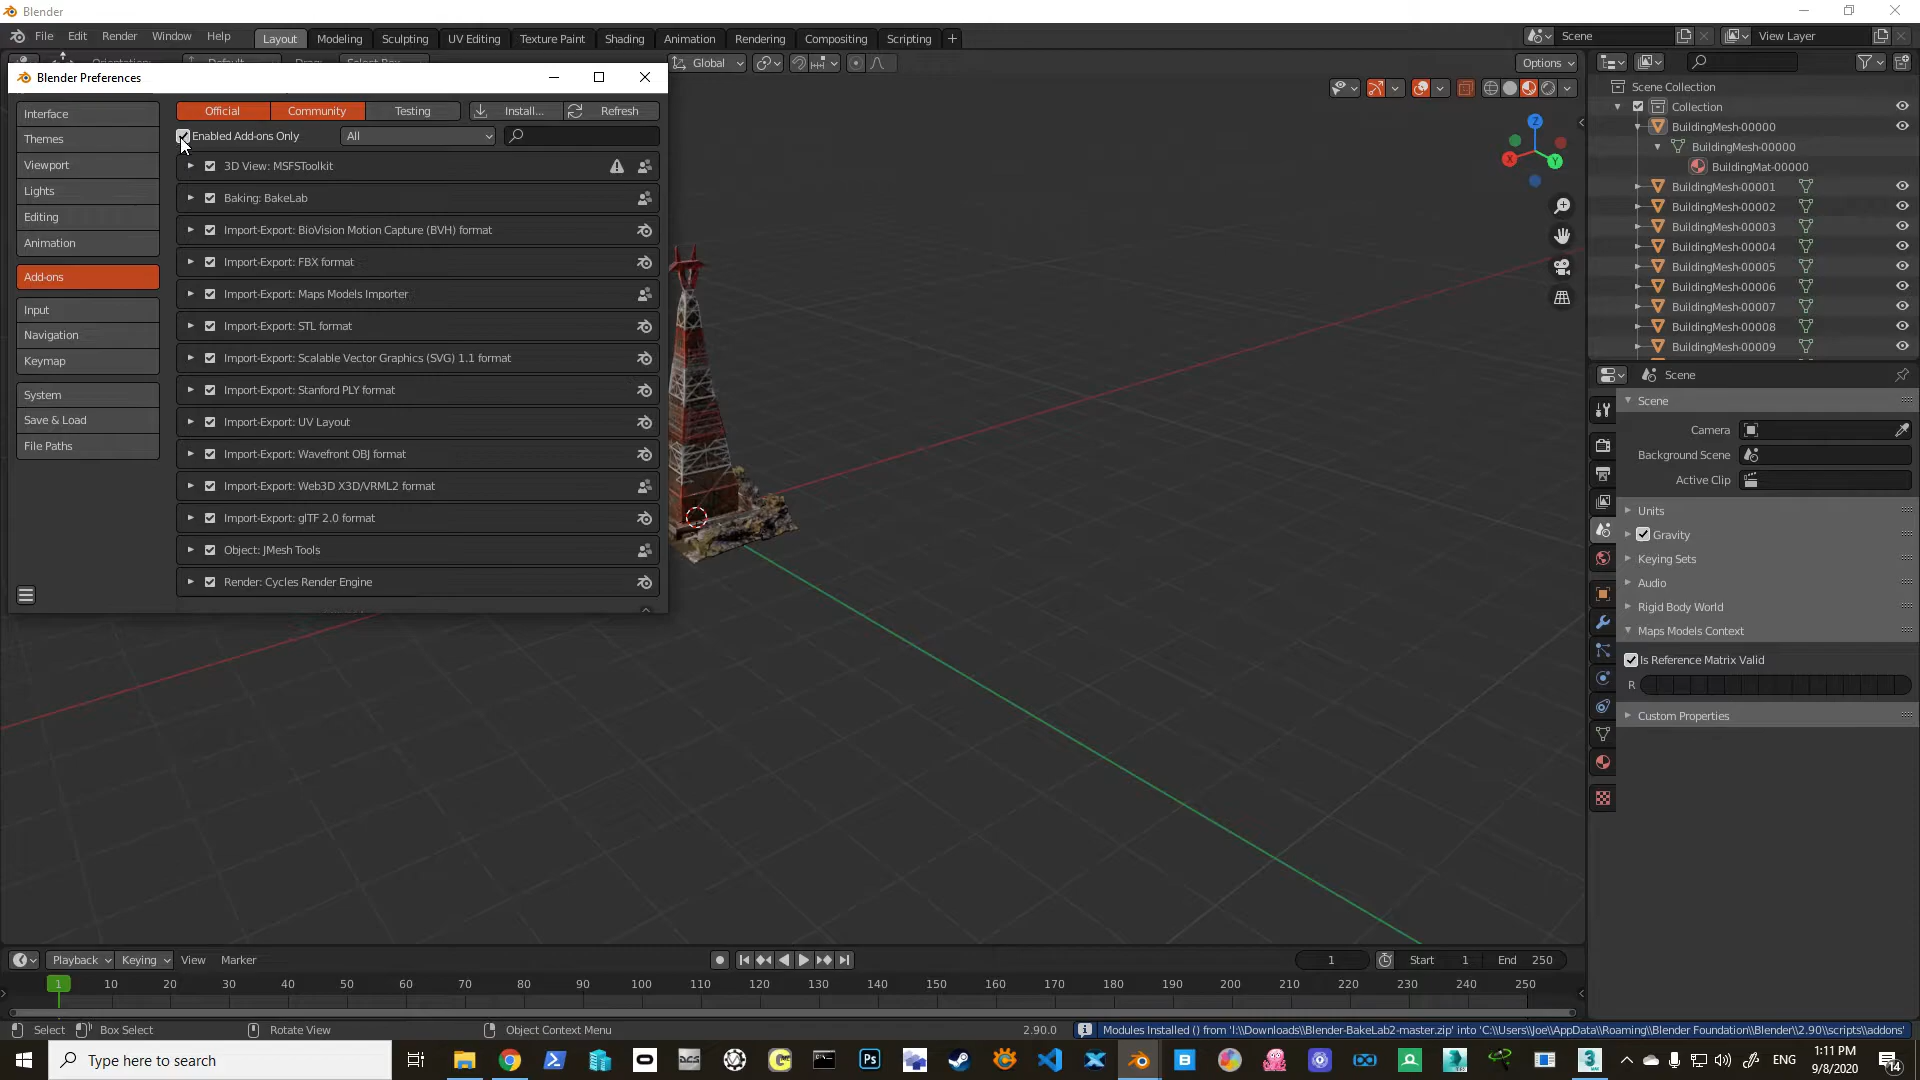 Blender
File Edit Render Window Help Layout Modeling Sculpting UV Editing Texture Paint Shading Animation Rendering Compositing Scripting + Scene View Layer
Global Options
Blender Preferences
Interface
Themes
Viewport
Lights
Editing
Animation
Add-ons
Input
Navigation
Keymap
System
Save & Load
File Paths
Official Community Testing Install... Refresh
Enabled Add-ons Only All
3D View: MSFSToolkit
Baking: BakeLab
Import-Export: BioVision Motion Capture (BVH) format
Import-Export: FBX format
Import-Export: Maps Models Importer
Import-Export: STL format
Import-Export: Scalable Vector Graphics (SVG) 1.1 format
Import-Export: Stanford PLY format
Import-Export: UV Layout
Import-Export: Wavefront OBJ format
Import-Export: Web3D X3D/VRML2 format
Import-Export: glTF 2.0 format
Object: JMesh Tools
Render: Cycles Render Engine
Z
X
Y
Scene Collection
Collection
BuildingMesh-00000
BuildingMesh-00000
BuildingMat-00000
BuildingMesh-00001
BuildingMesh-00002
BuildingMesh-00003
BuildingMesh-00004
BuildingMesh-00005
BuildingMesh-00006
BuildingMesh-00007
BuildingMesh-00008
BuildingMesh-00009
Scene
Scene
Camera
Background Scene
Active Clip
Units
Gravity
Keying Sets
Audio
Rigid Body World
Maps Models Context
Is Reference Matrix Valid
R
Custom Properties
Playback Keying View Marker 1 Start 1 End 250
1 10 20 30 40 50 60 70 80 90 100 110 120 130 140 150 160 170 180 190 200 210 220 230 240 250
Select Box Select Rotate View Object Context Menu 2.90.0 Modules Installed () from 'I:\\Downloads\\Blender-BakeLab2-master.zip' into 'C:\\Users\\Joe\\AppData\\Roaming\\Blender Foundation\\Blender\\2.90\\scripts\\addons'
Type here to search
Ps
ENG
1:11 PM
9/8/2020
14